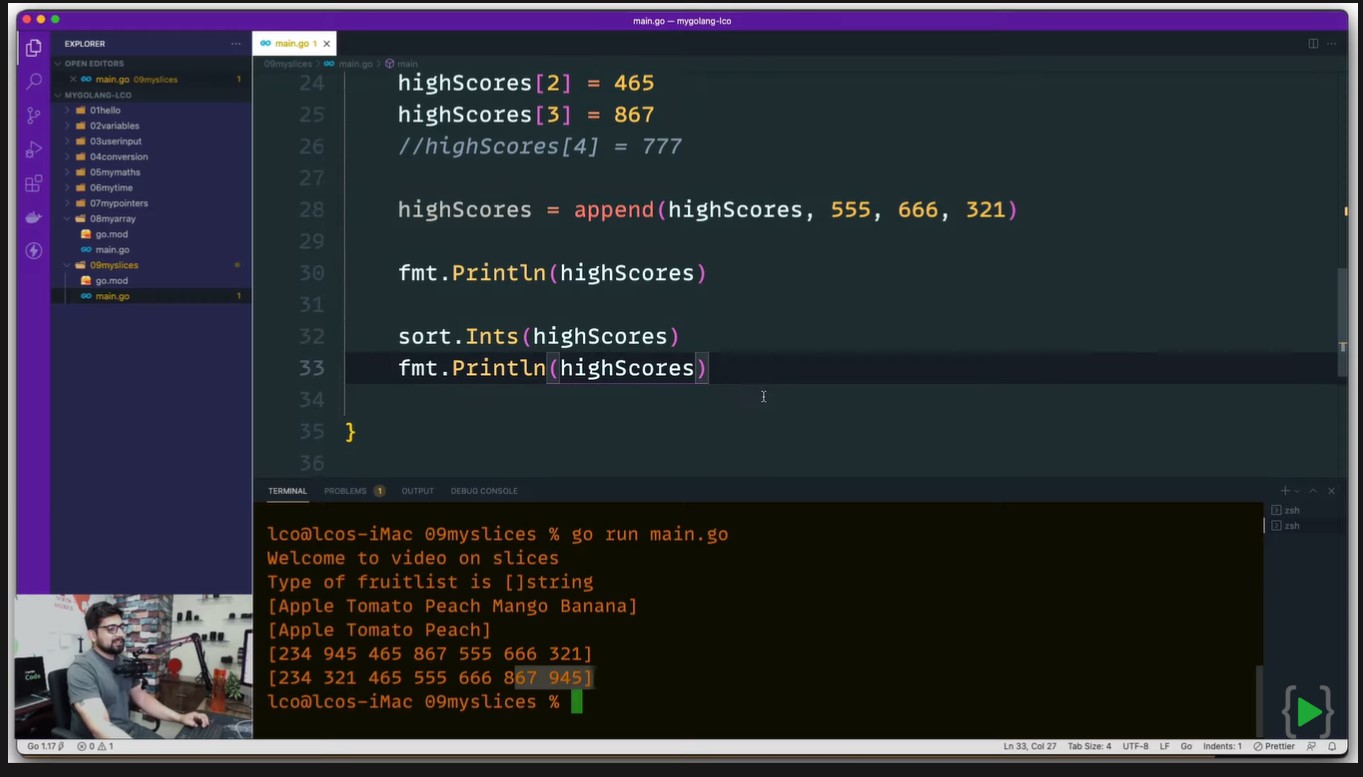 main.go — mygolang-lco
EXPLORER
OPEN EDITORS
main.go 09myslices 1
MYGOLANG-LCO
01hello
02variables
03userinput
04conversion
05mymaths
06mytime
07mypointers
08myarray
go.mod
main.go
09myslices
go.mod
main.go 1
main.go 1
09myslices > main.go > main
24 highScores[2] = 465
25 highScores[3] = 867
26 //highScores[4] = 777
27
28 highScores = append(highScores, 555, 666, 321)
29
30 fmt.Println(highScores)
31
32 sort.Ints(highScores)
33 fmt.Println(highScores)
34
35 }
36
TERMINAL PROBLEMS 1 OUTPUT DEBUG CONSOLE
zsh
zsh
lco@lcos-iMac 09myslices % go run main.go
Welcome to video on slices
Type of fruitlist is []string
[Apple Tomato Peach Mango Banana]
[Apple Tomato Peach]
[234 945 465 867 555 666 321]
[234 321 465 555 666 867 945]
lco@lcos-iMac 09myslices %
Go 1.17 0 1 Ln 33, Col 27 Tab Size: 4 UTF-8 LF Go Indents: 1 Prettier